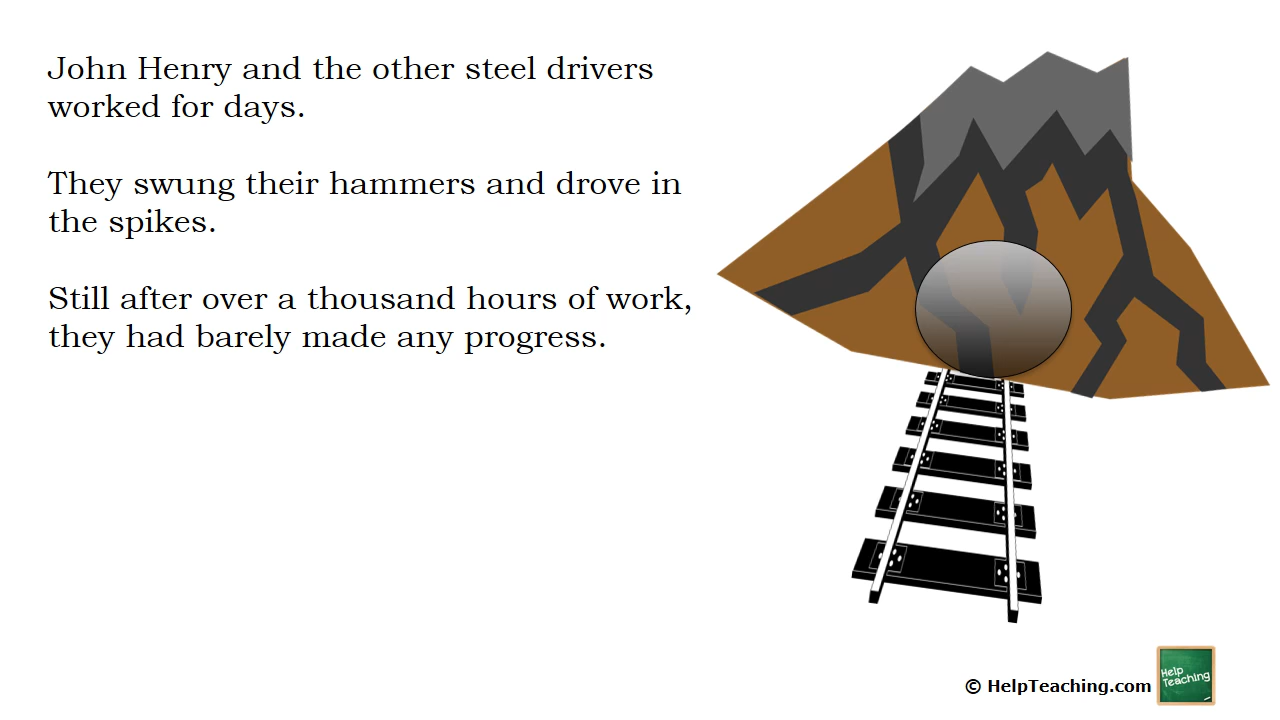 John Henry and the other steel drivers
worked for days.
They swung their hammers and drove in
the spikes.
Still after over a thousand hours of work,
they had barely made any progress.
© HelpTeaching.com
Help
Teaching